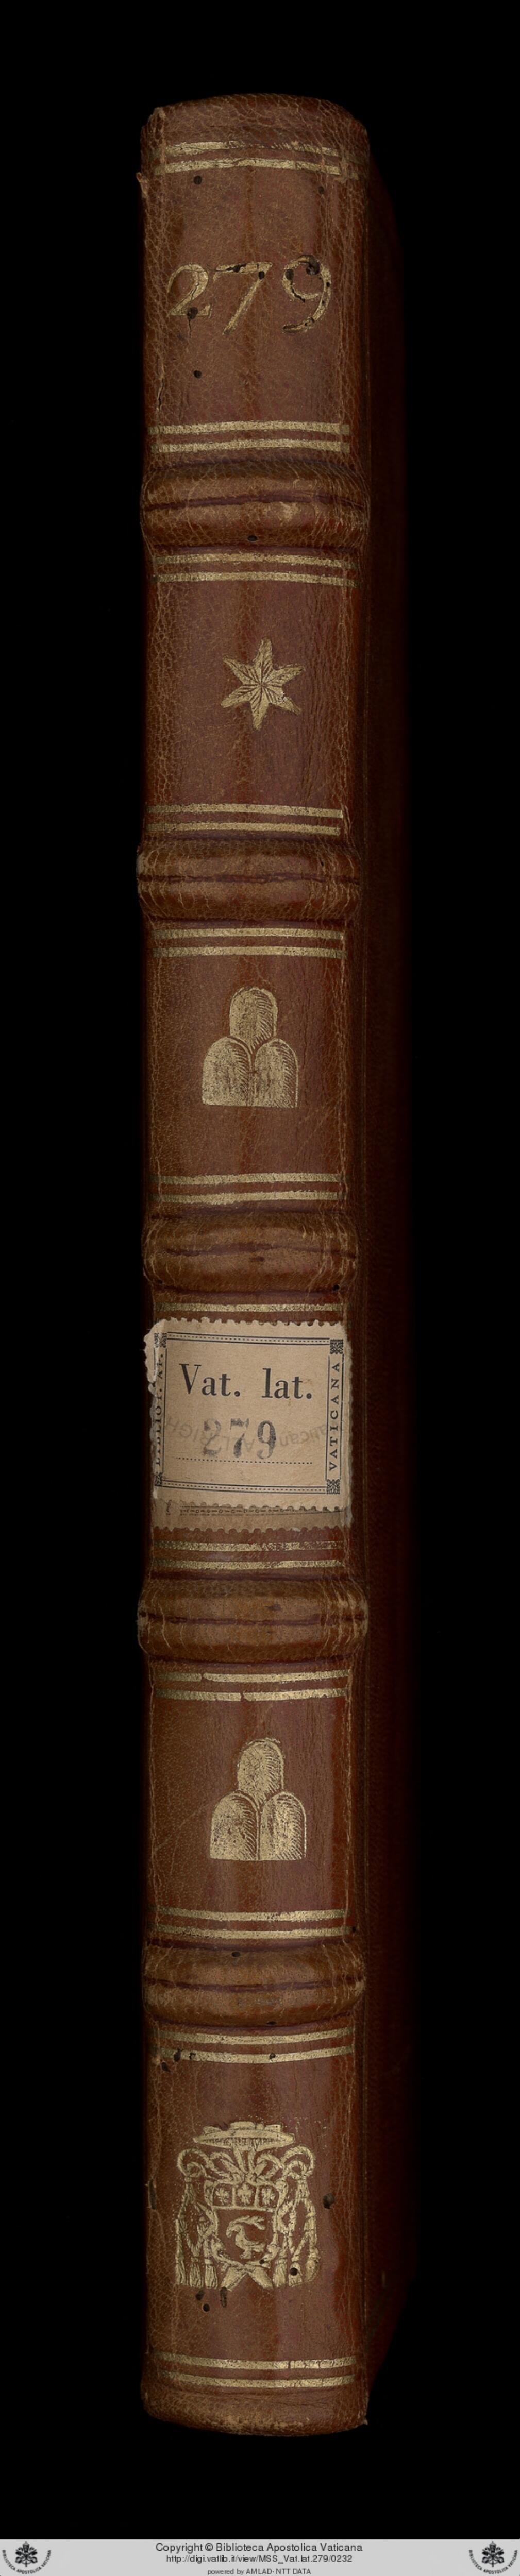 279
Vat. lat.
279
VATICANA
Copyright © Biblioteca Apostolica Vaticana
http://digi.vatlib.it/view/MSS_Vat.lat.279/0232
powered by AMLAD- NTT DATA